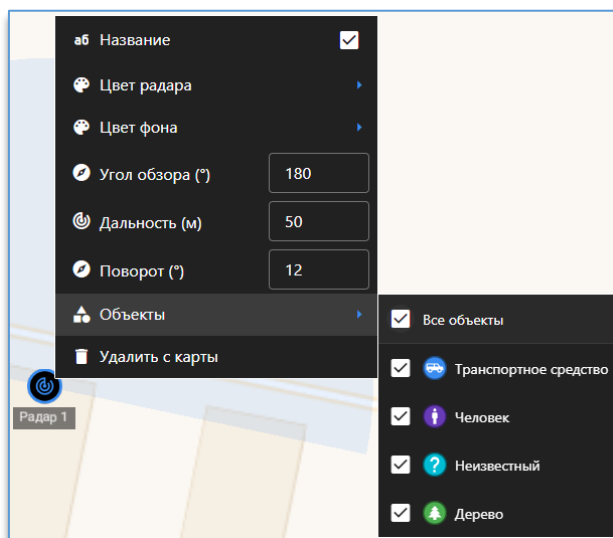 аб Название
Цвет радара
Цвет фона
Угол обзора (°) 180
Дальность (м) 50
Поворот (°) 12
Объекты
Все объекты
Удалить с карты
Транспортное средство
Радар 1
Человек
Неизвестный
Дерево